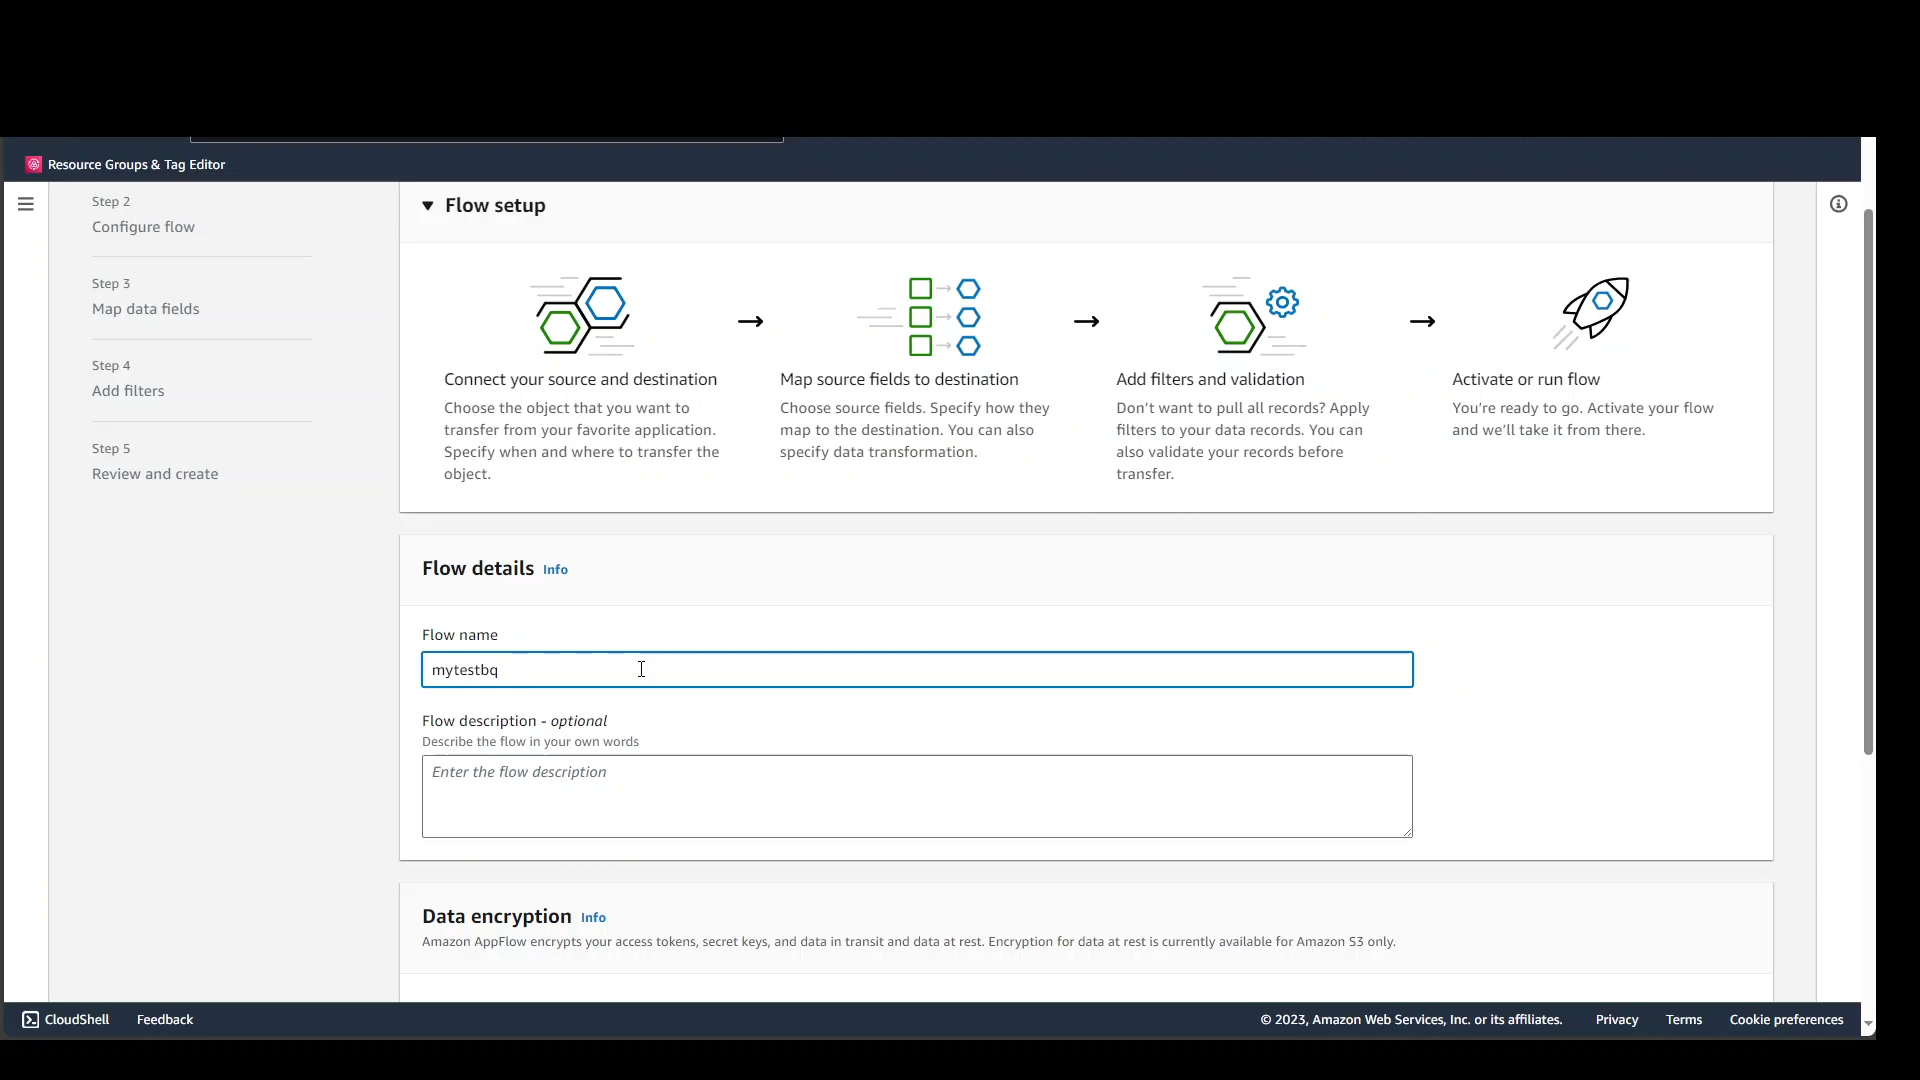 Resource Groups & Tag Editor
Step 2
Configure flow
Step 3
Map data fields
Step 4
Add filters
Step 5
Review and create
Flow setup
Connect your source and destination
Choose the object that you want to
transfer from your favorite application.
Specify when and where to transfer the
object.
Map source fields to destination
Choose source fields. Specify how they
map to the destination. You can also
specify data transformation.
Add filters and validation
Don't want to pull all records? Apply
filters to your data records. You can
also validate your records before
transfer.
Activate or run flow
You're ready to go. Activate your flow
and we'll take it from there.
Flow details Info
Flow name
mytestbq
Flow description - optional
Describe the flow in your own words
Enter the flow description
Data encryption Info
Amazon AppFlow encrypts your access tokens, secret keys, and data in transit and data at rest. Encryption for data at rest is currently available for Amazon S3 only.
CloudShell Feedback © 2023, Amazon Web Services, Inc. or its affiliates. Privacy Terms Cookie preferences